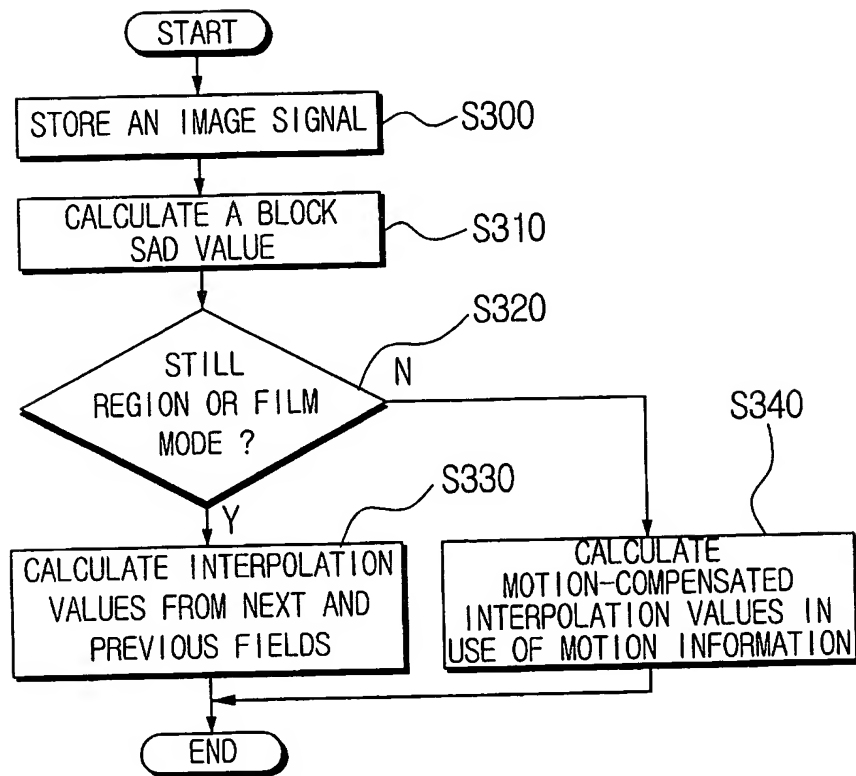 START
STORE AN IMAGE SIGNAL
S300
CALCULATE A BLOCK
SAD VALUE
S310
S320
STILL
REGION OR FILM
MODE ?
N
Y
S330
CALCULATE INTERPOLATION
VALUES FROM NEXT AND
PREVIOUS FIELDS
S340
CALCULATE
MOTION-COMPENSATED
INTERPOLATION VALUES IN
USE OF MOTION INFORMATION
END